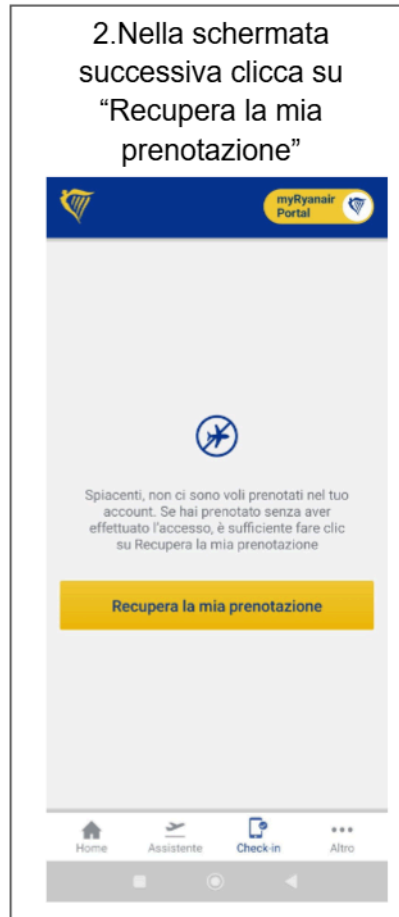 2.Nella schermata
successiva clicca su
“Recupera la mia
prenotazione”
myRyanair
Portal
Spiacenti, non ci sono voli prenotati nel tuo
account. Se hai prenotato senza aver
effettuato l'accesso, è sufficiente fare clic
su Recupera la mia prenotazione
Recupera la mia prenotazione
Home Assistente Check-in Altro